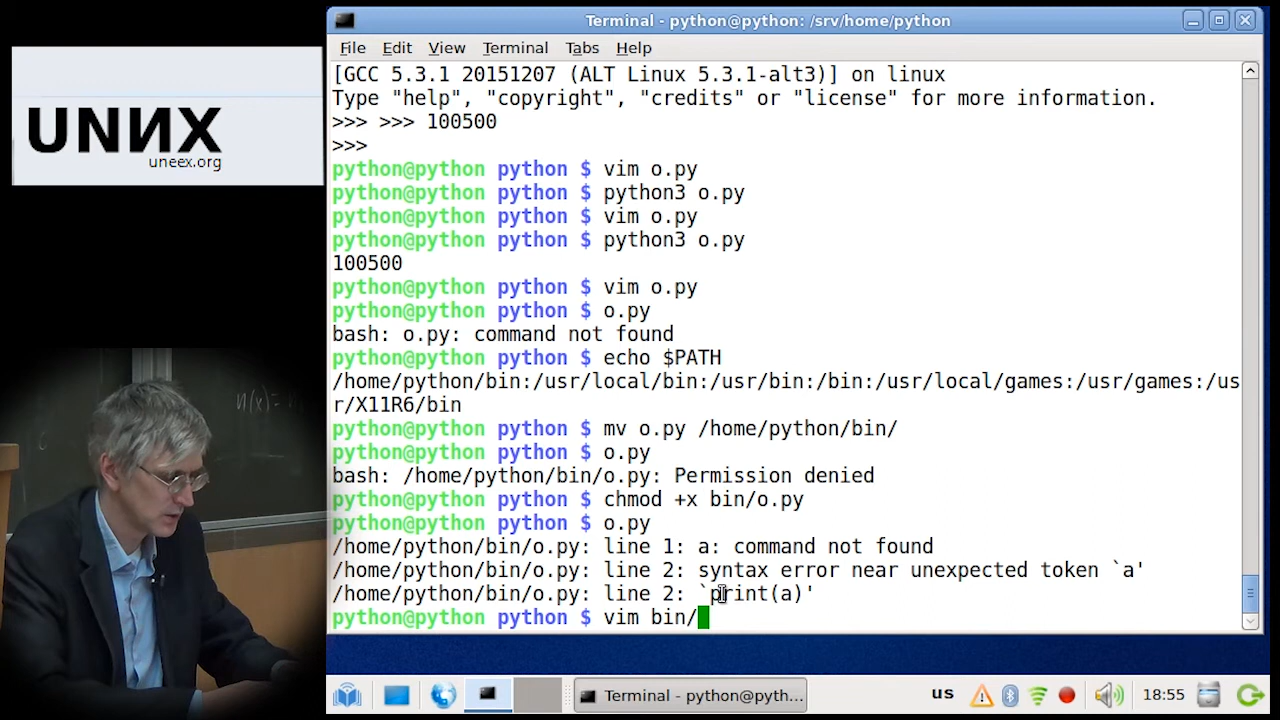 UNИX
uneex.org
Terminal - python@python: /srv/home/python
File Edit View Terminal Tabs Help
[GCC 5.3.1 20151207 (ALT Linux 5.3.1-alt3)] on linux
Type "help", "copyright", "credits" or "license" for more information.
>>> >>> 100500
>>>
python@python python $ vim o.py
python@python python $ python3 o.py
python@python python $ vim o.py
python@python python $ python3 o.py
100500
python@python python $ vim o.py
python@python python $ o.py
bash: o.py: command not found
python@python python $ echo $PATH
/home/python/bin:/usr/local/bin:/usr/bin:/bin:/usr/local/games:/usr/games:/us
r/X11R6/bin
python@python python $ mv o.py /home/python/bin/
python@python python $ o.py
bash: /home/python/bin/o.py: Permission denied
python@python python $ chmod +x bin/o.py
python@python python $ o.py
/home/python/bin/o.py: line 1: a: command not found
/home/python/bin/o.py: line 2: syntax error near unexpected token `a'
/home/python/bin/o.py: line 2: `print(a)'
python@python python $ vim bin/
Terminal - python@pyth...
us
18:55